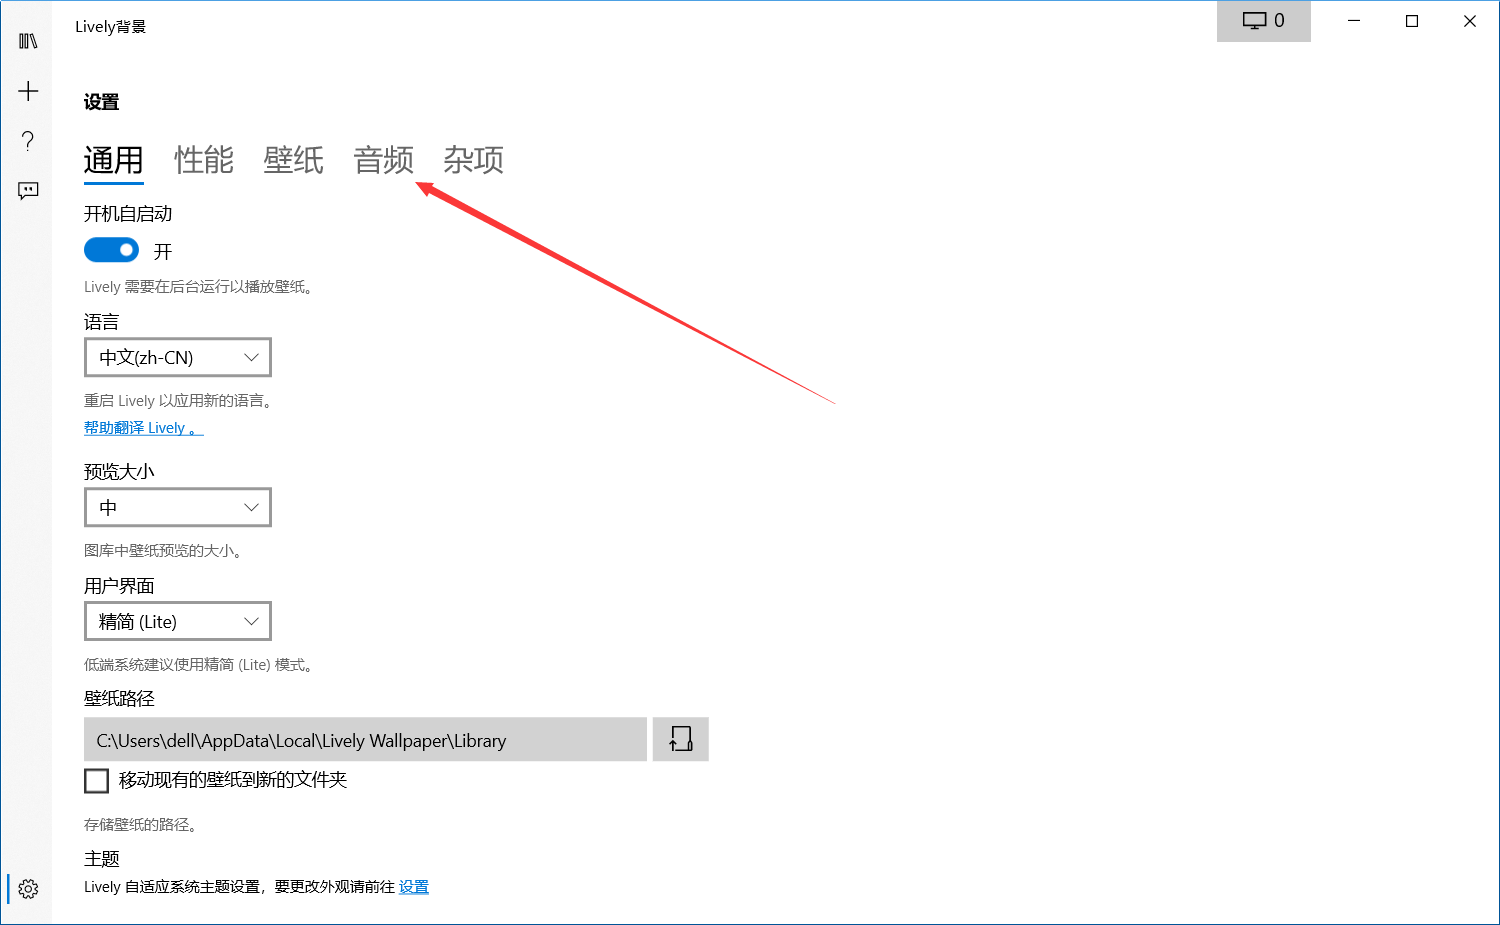 Lively背景
0
设置
通用 性能 壁纸 音频 杂项
开机自启动
开
Lively 需要在后台运行以播放壁纸。
语言
中文(zh-CN)
重启 Lively 以应用新的语言。
帮助翻译 Lively 。
预览大小
中
图库中壁纸预览的大小。
用户界面
精简 (Lite)
低端系统建议使用精简 (Lite) 模式。
壁纸路径
C:\Users\dell\AppData\Local\Lively Wallpaper\Library
移动现有的壁纸到新的文件夹
存储壁纸的路径。
主题
Lively 自适应系统主题设置，要更改外观请前往 设置